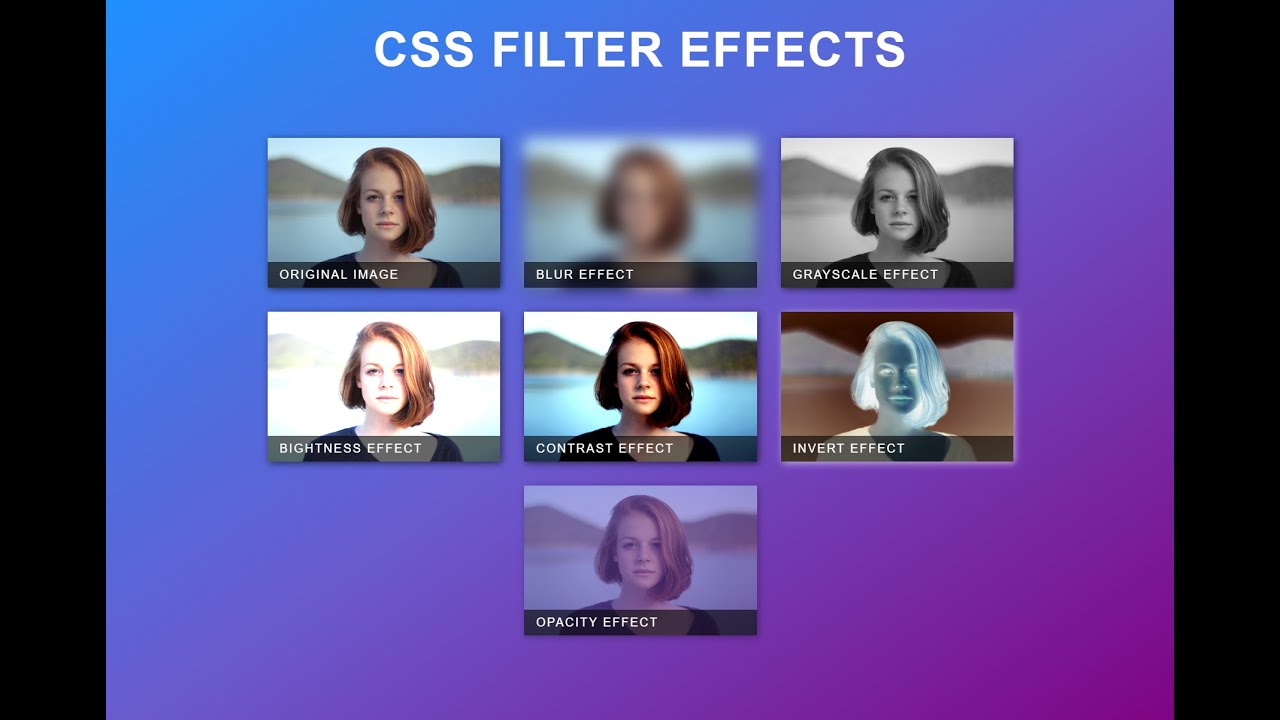 CSS FILTER EFFECTS
ORIGINAL IMAGE
BLUR EFFECT
GRAYSCALE EFFECT
BIGHTNESS EFFECT
CONTRAST EFFECT
INVERT EFFECT
OPACITY EFFECT